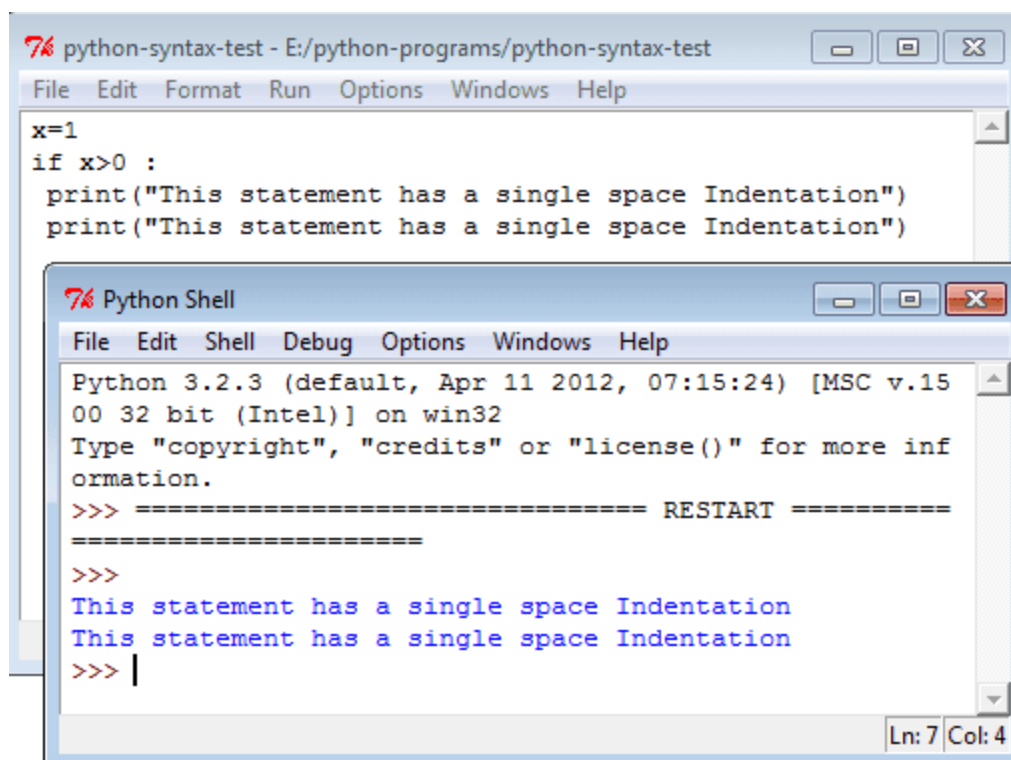 python-syntax-test - E:/python-programs/python-syntax-test
File Edit Format Run Options Windows Help
x=1
if x>0 :
 print("This statement has a single space Indentation")
 print("This statement has a single space Indentation")
Python Shell
File Edit Shell Debug Options Windows Help
Python 3.2.3 (default, Apr 11 2012, 07:15:24) [MSC v.15
00 32 bit (Intel)] on win32
Type "copyright", "credits" or "license()" for more inf
ormation.
>>> ================================ RESTART ==========
======================
>>>
This statement has a single space Indentation
This statement has a single space Indentation
>>>
Ln: 7 Col: 4